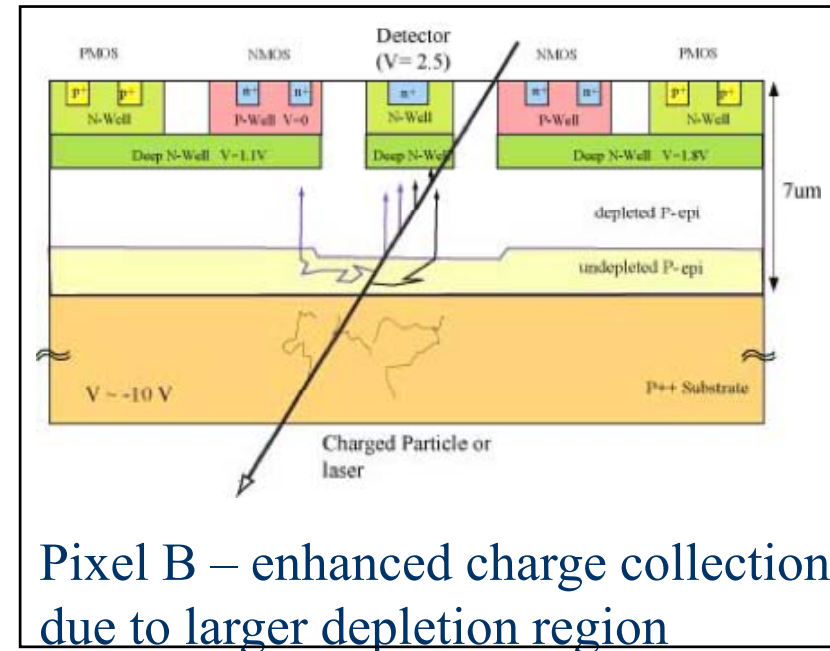 Detector
PMOS NMOS (V= 2.5) NMOS PMOS
p+ p+ n+ n+ n+ n+ n+ p+ p+
N-Well P-Well V=0 N-Well P-Well N-Well
Deep N-Well V=1.1V Deep N-Well Deep N-Well V=1.8V
7um
depleted P-epi
undepleted P-epi
V ~ -10 V P++ Substrate
Charged Particle or
laser
Pixel B – enhanced charge collection
due to larger depletion region